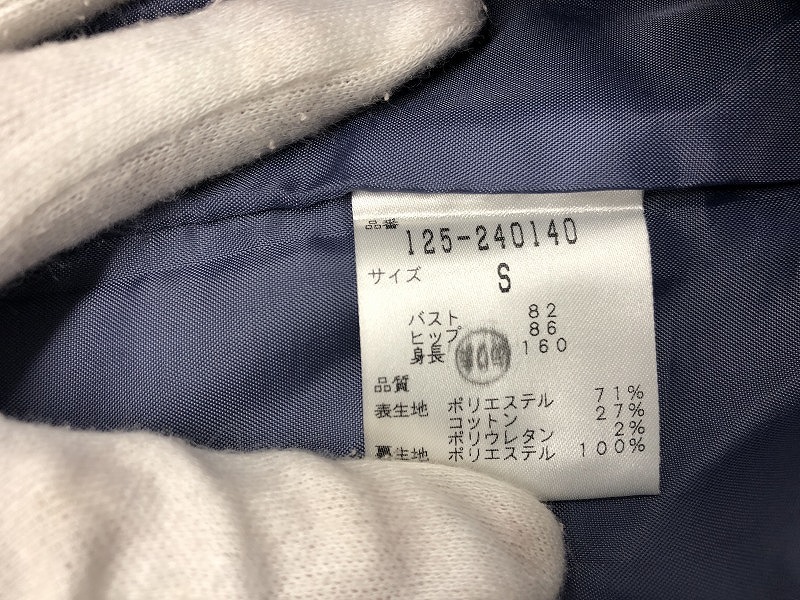 品番 125-240140
サイズ S
バスト 82
ヒップ 86
身長 160
品質
表生地 ポリエステル 71%
コットン 27%
ポリウレタン 2%
裏生地 ポリエステル 100%